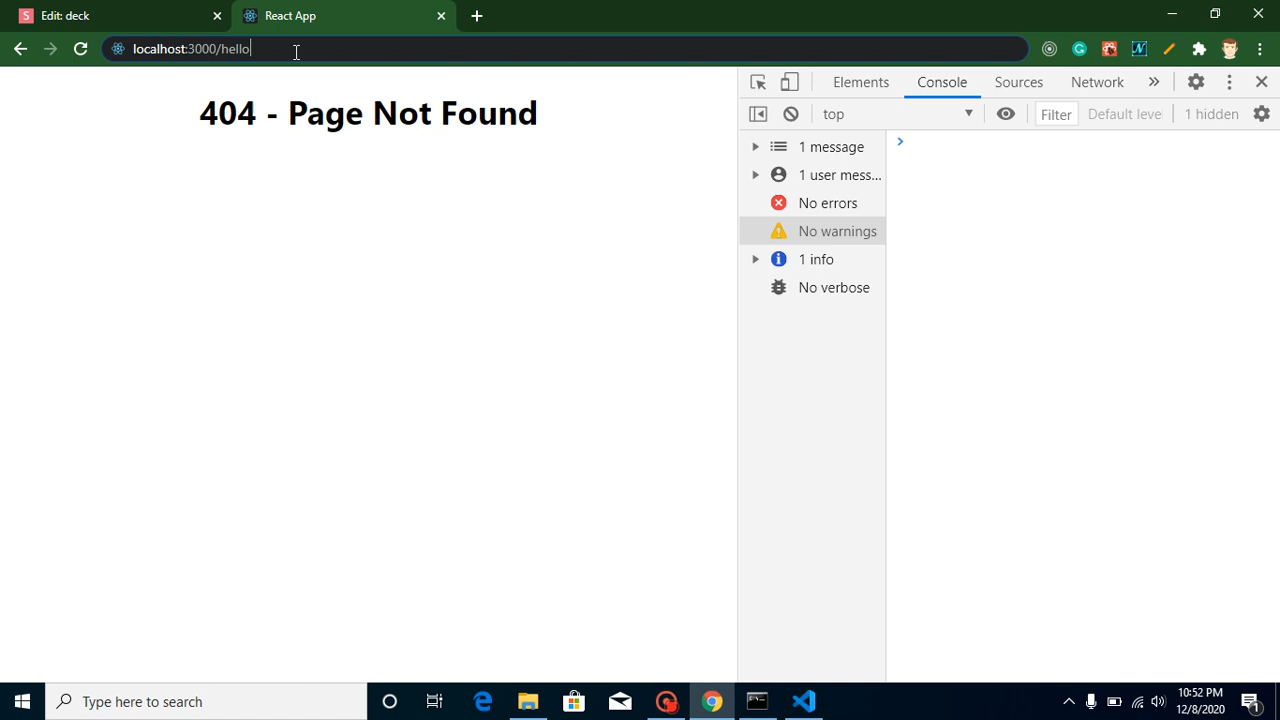 Edit: deck
React App
localhost:3000/hello
404 - Page Not Found
Elements Console Sources Network »
top Filter Default leve 1 hidden
1 message
1 user mess...
No errors
No warnings
1 info
No verbose
Type here to search
10:52 PM
12/8/2020
1